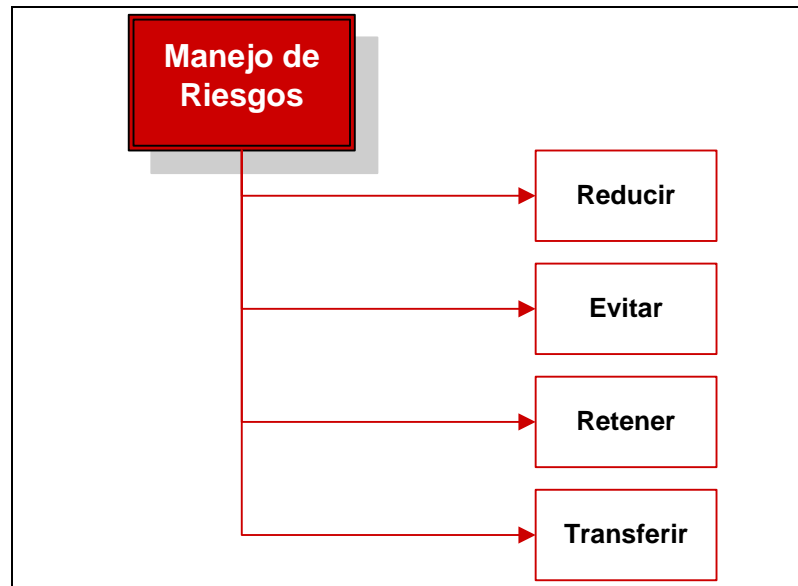 Manejo de
Riesgos
Reducir
Evitar
Retener
Transferir